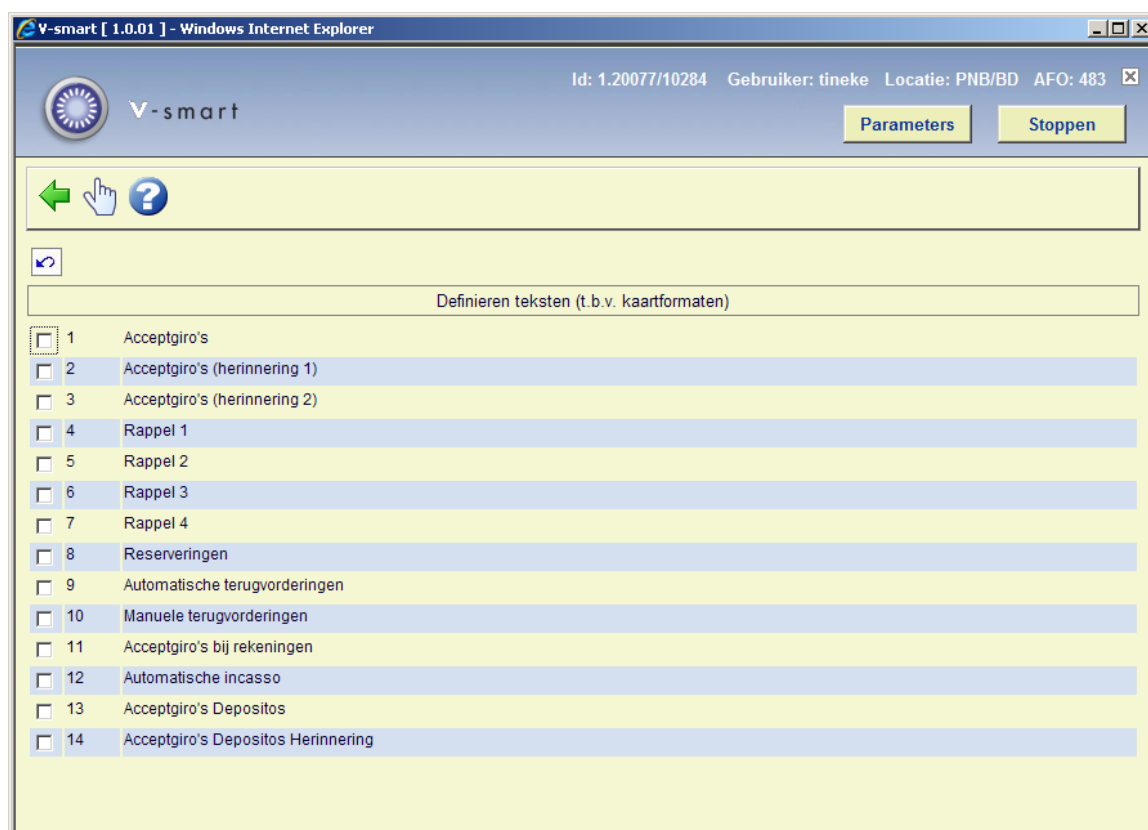 V-smart [ 1.0.01 ] - Windows Internet Explorer
Id: 1.20077/10284 Gebruiker: tineke Locatie: PNB/BD AFO: 483
V-smart
Parameters Stoppen
?
Definieren teksten (t.b.v. kaartformaten)
1 Acceptgiro's
2 Acceptgiro's (herinnering 1)
3 Acceptgiro's (herinnering 2)
4 Rappel 1
5 Rappel 2
6 Rappel 3
7 Rappel 4
8 Reserveringen
9 Automatische terugvorderingen
10 Manuele terugvorderingen
11 Acceptgiro's bij rekeningen
12 Automatische incasso
13 Acceptgiro's Depositos
14 Acceptgiro's Depositos Herinnering